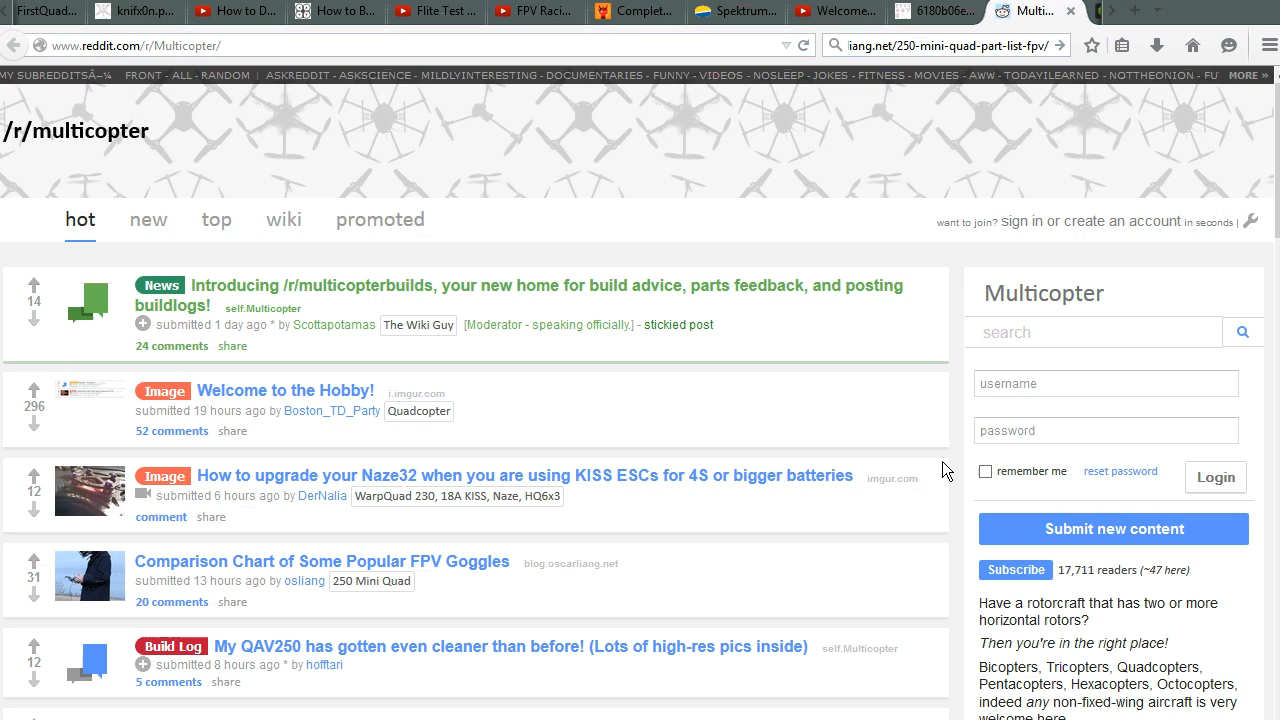 FirstQuad...
knifx0n.p...
How to D...
How to B...
Flite Test ...
FPV Raci...
Complet...
Spektrum...
Welcome...
6180b06e...
Multi...
www.reddit.com/r/Multicopter/
liang.net/250-mini-quad-part-list-fpv/
MY SUBREDDITSÃ¢–¼ FRONT - ALL - RANDOM | ASKREDDIT - ASKSCIENCE - MILDLYINTERESTING - DOCUMENTARIES - FUNNY - VIDEOS - NOSLEEP - JOKES - FITNESS - MOVIES - AWW - TODAYILEARNED - NOTTHEONION - FU MORE »
/r/multicopter
hot new top wiki promoted
want to join? sign in or create an account in seconds |
14
News Introducing /r/multicopterbuilds, your new home for build advice, parts feedback, and posting
buildlogs! self.Multicopter
submitted 1 day ago * by Scottapotamas The Wiki Guy [Moderator - speaking officially.] - stickied post
24 comments share
296
Image Welcome to the Hobby! i.imgur.com
submitted 19 hours ago by Boston_TD_Party Quadcopter
52 comments share
12
Image How to upgrade your Naze32 when you are using KISS ESCs for 4S or bigger batteries imgur.com
submitted 6 hours ago by DerNalia WarpQuad 230, 18A KISS, Naze, HQ6x3
comment share
31
Comparison Chart of Some Popular FPV Goggles blog.oscarliang.net
submitted 13 hours ago by osliang 250 Mini Quad
20 comments share
12
Build Log My QAV250 has gotten even cleaner than before! (Lots of high-res pics inside) self.Multicopter
submitted 8 hours ago * by hofftari
5 comments share
Multicopter
search
username
password
remember me reset password Login
Submit new content
Subscribe 17,711 readers (~47 here)
Have a rotorcraft that has two or more
horizontal rotors?
Then you're in the right place!
Bicopters, Tricopters, Quadcopters,
Pentacopters, Hexacopters, Octocopters,
indeed any non-fixed-wing aircraft is very
welcome here